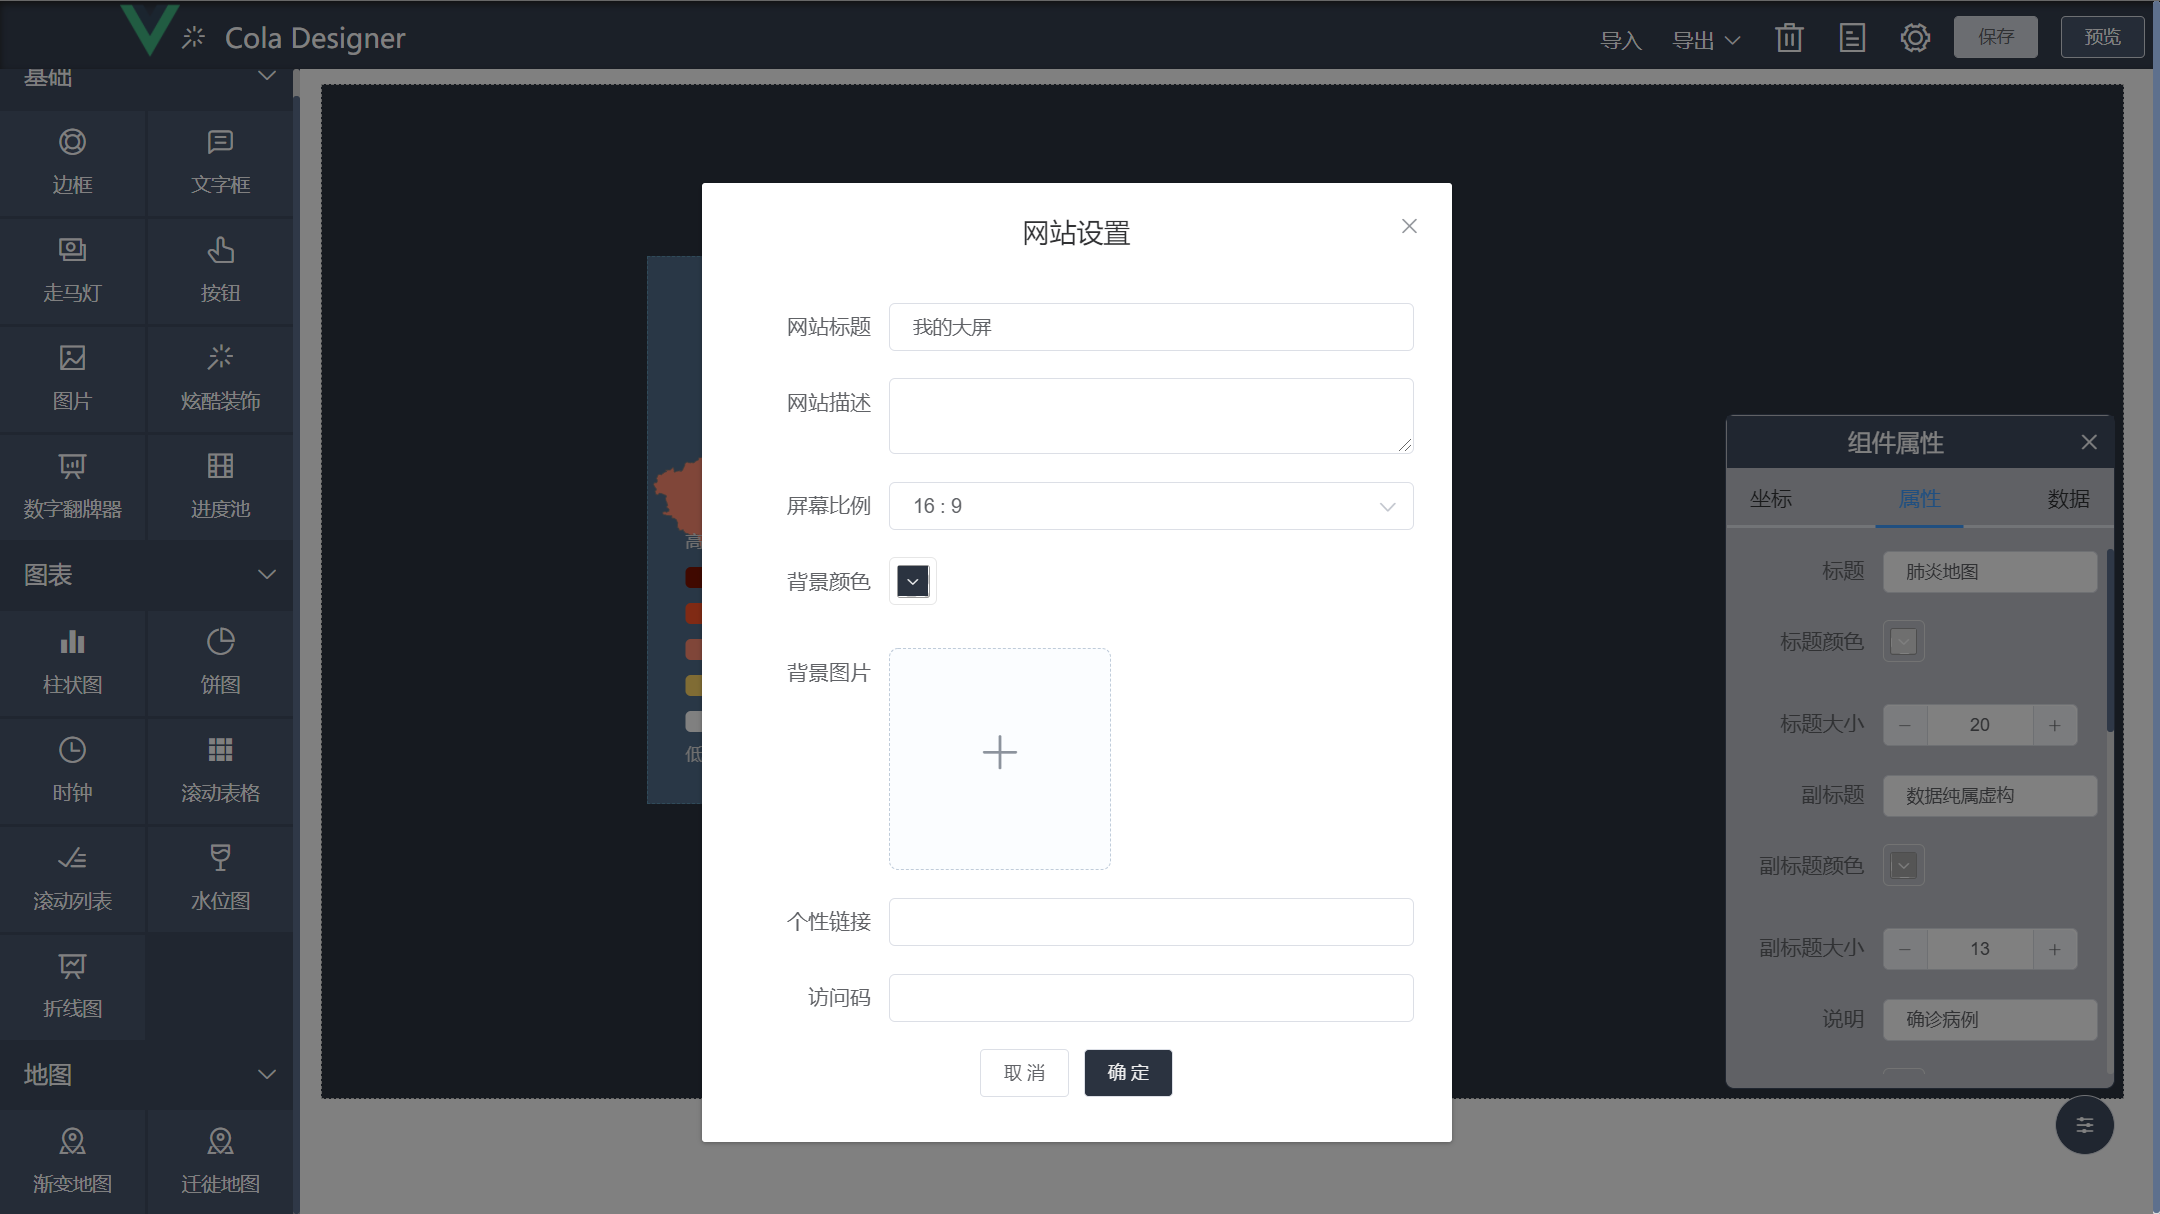 Cola Designer
导入
导出
保存
预览
基础
边框
文字框
走马灯
按钮
图片
炫酷装饰
数字翻牌器
进度池
图表
柱状图
饼图
时钟
滚动表格
滚动列表
水位图
折线图
地图
渐变地图
迁徙地图
高
低
网站设置
网站标题
我的大屏
网站描述
屏幕比例
16 : 9
背景颜色
背景图片
个性链接
访问码
取 消
确 定
组件属性
坐标
属性
数据
标题
肺炎地图
标题颜色
标题大小
20
副标题
数据纯属虚构
副标题颜色
副标题大小
13
说明
确诊病例